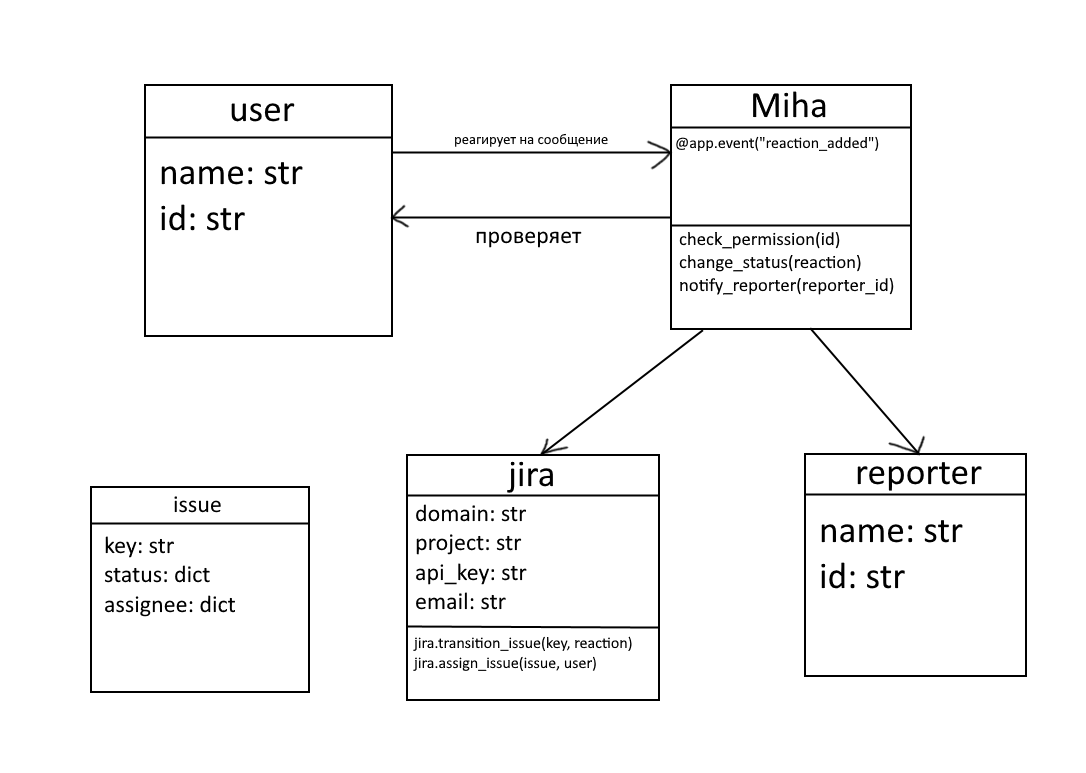 user
name: str
id: str
реагирует на сообщение
проверяет
Miha
@app.event("reaction_added")
check_permission(id)
change_status(reaction)
notify_reporter(reporter_id)
issue
key: str
status: dict
assignee: dict
jira
domain: str
project: str
api_key: str
email: str
jira.transition_issue(key, reaction)
jira.assign_issue(issue, user)
reporter
name: str
id: str